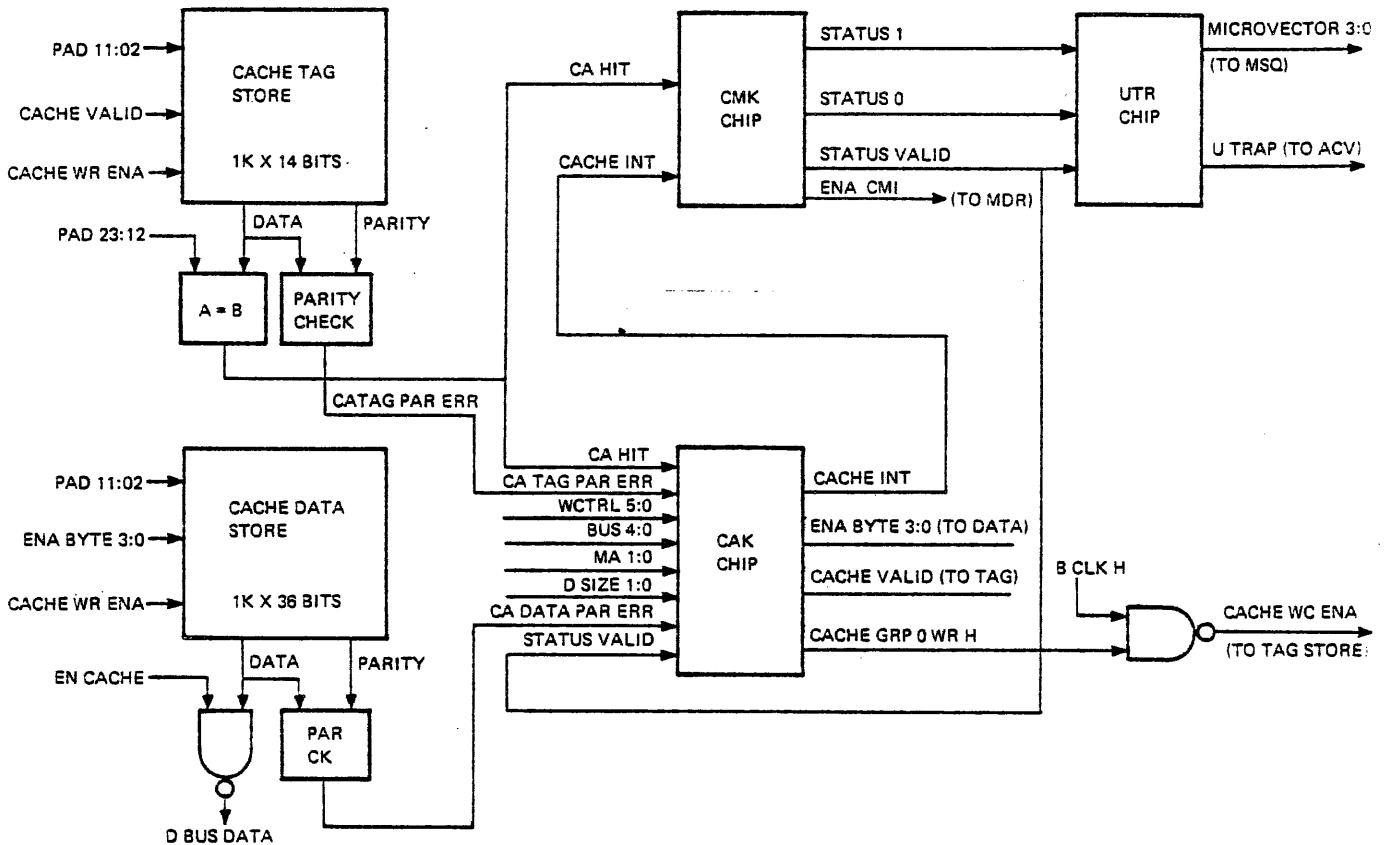 PAD 11:02
CACHE VALID
CACHE WR ENA
CACHE TAG
STORE
1K X 14 BITS
DATA
PARITY
PAD 23:12
A = B
PARITY
CHECK
CATAG PAR ERR
CA HIT
CACHE INT
CMK
CHIP
STATUS 1
STATUS 0
STATUS VALID
ENA CMI
(TO MDR)
UTR
CHIP
MICROVECTOR 3:0
(TO MSQ)
U TRAP (TO ACV)
PAD 11:02
ENA BYTE 3:0
CACHE WR ENA
CACHE DATA
STORE
1K X 36 BITS
EN CACHE
DATA
PARITY
PAR
CK
D BUS DATA
CA HIT
CA TAG PAR ERR
WCTRL 5:0
BUS 4:0
MA 1:0
D SIZE 1:0
CA DATA PAR ERR
STATUS VALID
CAK
CHIP
CACHE INT
ENA BYTE 3:0 (TO DATA)
CACHE VALID (TO TAG)
CACHE GRP 0 WR H
B CLK H
CACHE WC ENA
(TO TAG STORE)